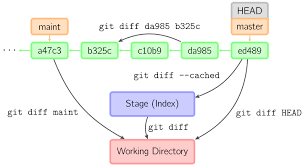 HEAD
maint
git diff da985 b325c
master
a47c3
b325c
c10b9
da985
ed489
git diff --cached
Stage (Index)
git diff maint
git diff
git diff HEAD
Working Directory